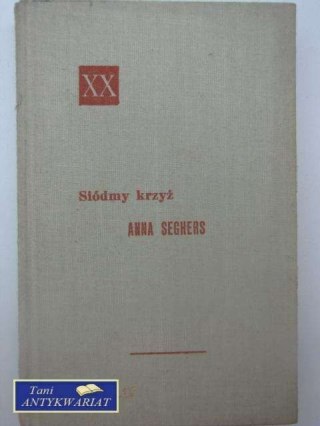 XX
Siódmy krzyż
ANNA SEGHERS
Tani
ANTYKWARIAT